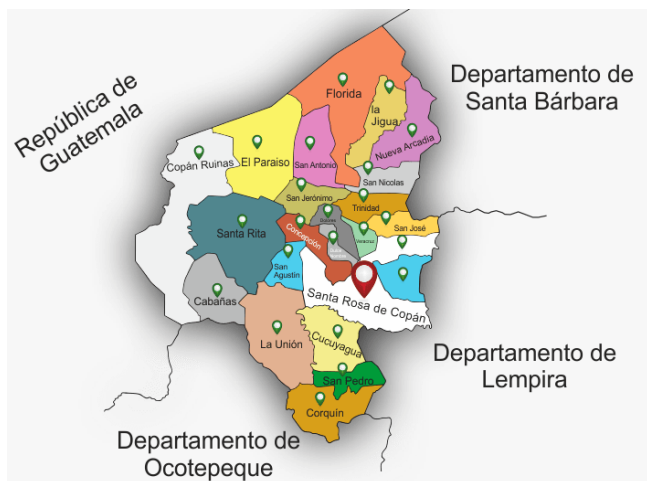 República de
Guatemala
Departamento de
Santa Bárbara
Florida
la
Jigua
Nueva Arcadia
Copán Ruinas
El Paraiso
San Antonio
San Nicolas
San Jerónimo
Trinidad
Concepción
Veracruz
San José
Santa Rita
San
Agustín
Cabañas
Santa Rosa de Copán
La Unión
Cucuyagua
San Pedro
Corquín
Departamento de
Lempira
Departamento de
Ocotepeque